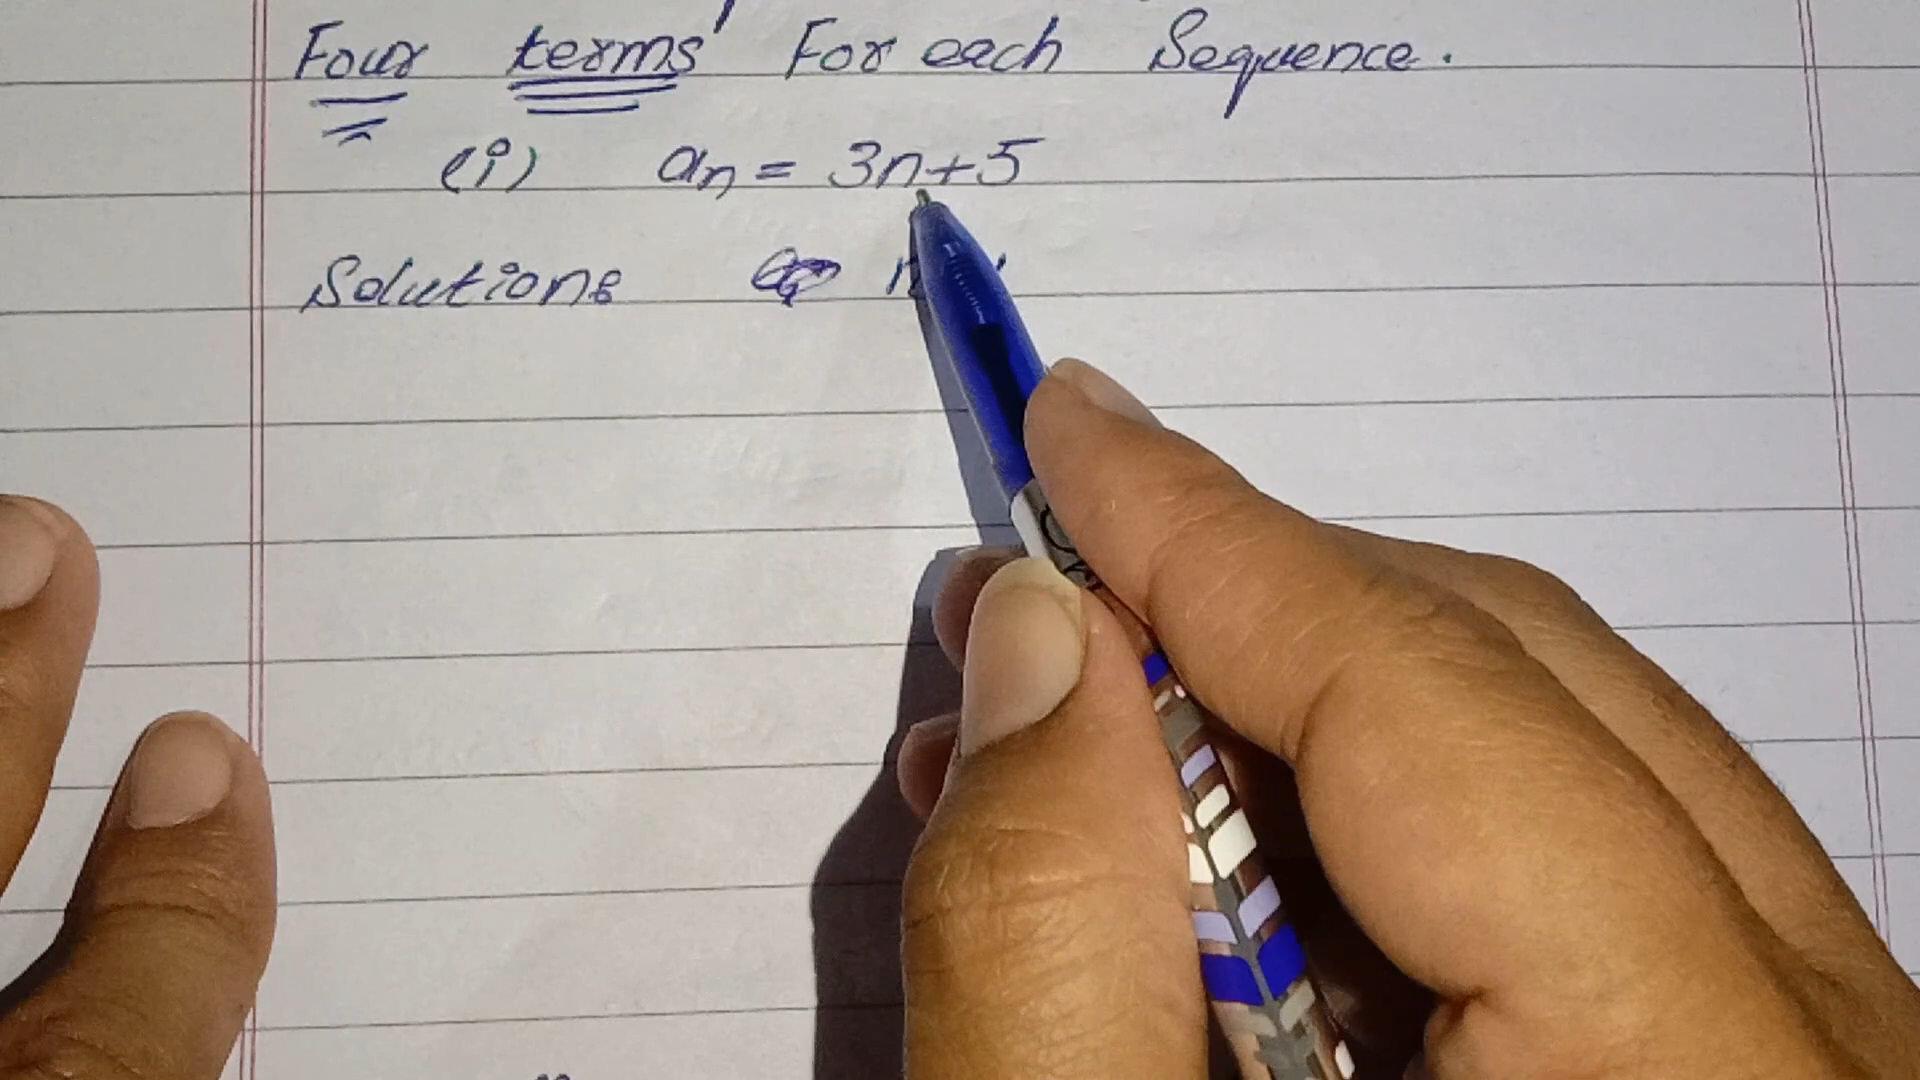 Four terms For each Sequence.
(i) an = 3n+5
Solutions